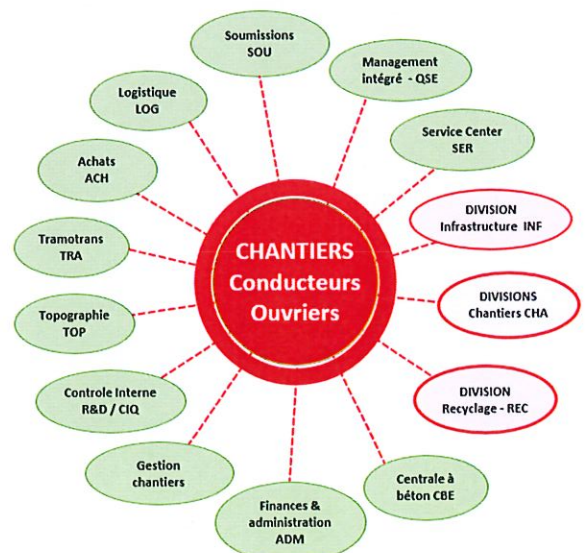 Soumissions
SOU
Management
intégré - QSE
Logistique
LOG
Service Center
SER
Achats
ACH
DIVISION
Infrastructure INF
Tramotrans
TRA
CHANTIERS
Conducteurs
Ouvriers
DIVISIONS
Chantiers CHA
Topographie
TOP
Controle Interne
R&D / CIQ
DIVISION
Recyclage - REC
Gestion
chantiers
Centrale à
béton CBE
Finances &
administration
ADM